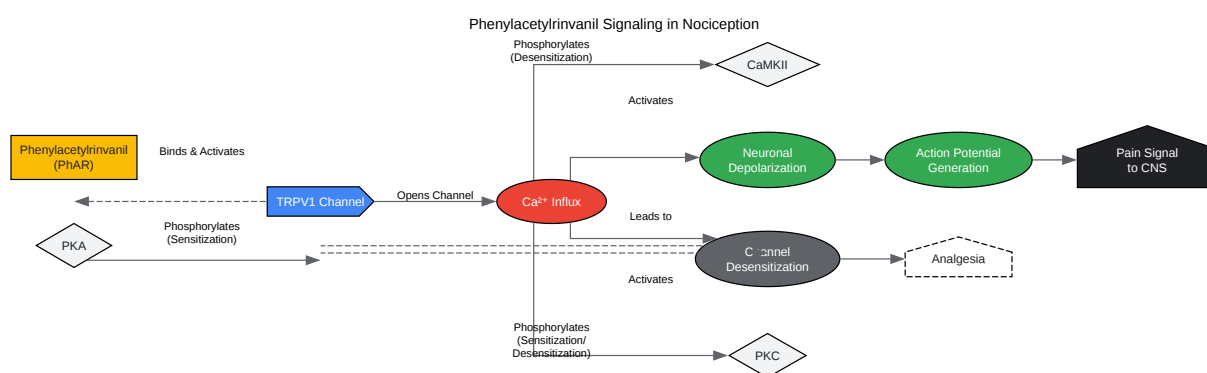 Phenylacetylrinvanil Signaling in Nociception
Phosphorylates
(Desensitization)
CaMKII
Activates
Phenylacetylrinvanil
(PhAR)
Binds & Activates
Neuronal
Depolarization
Action Potential
Generation
Pain Signal
to CNS
TRPV1 Channel
Opens Channel
Ca²⁺ Influx
Leads to
PKA
Phosphorylates
(Sensitization)
Channel
Desensitization
Analgesia
Activates
Phosphorylates
(Sensitization/
Desensitization)
PKC